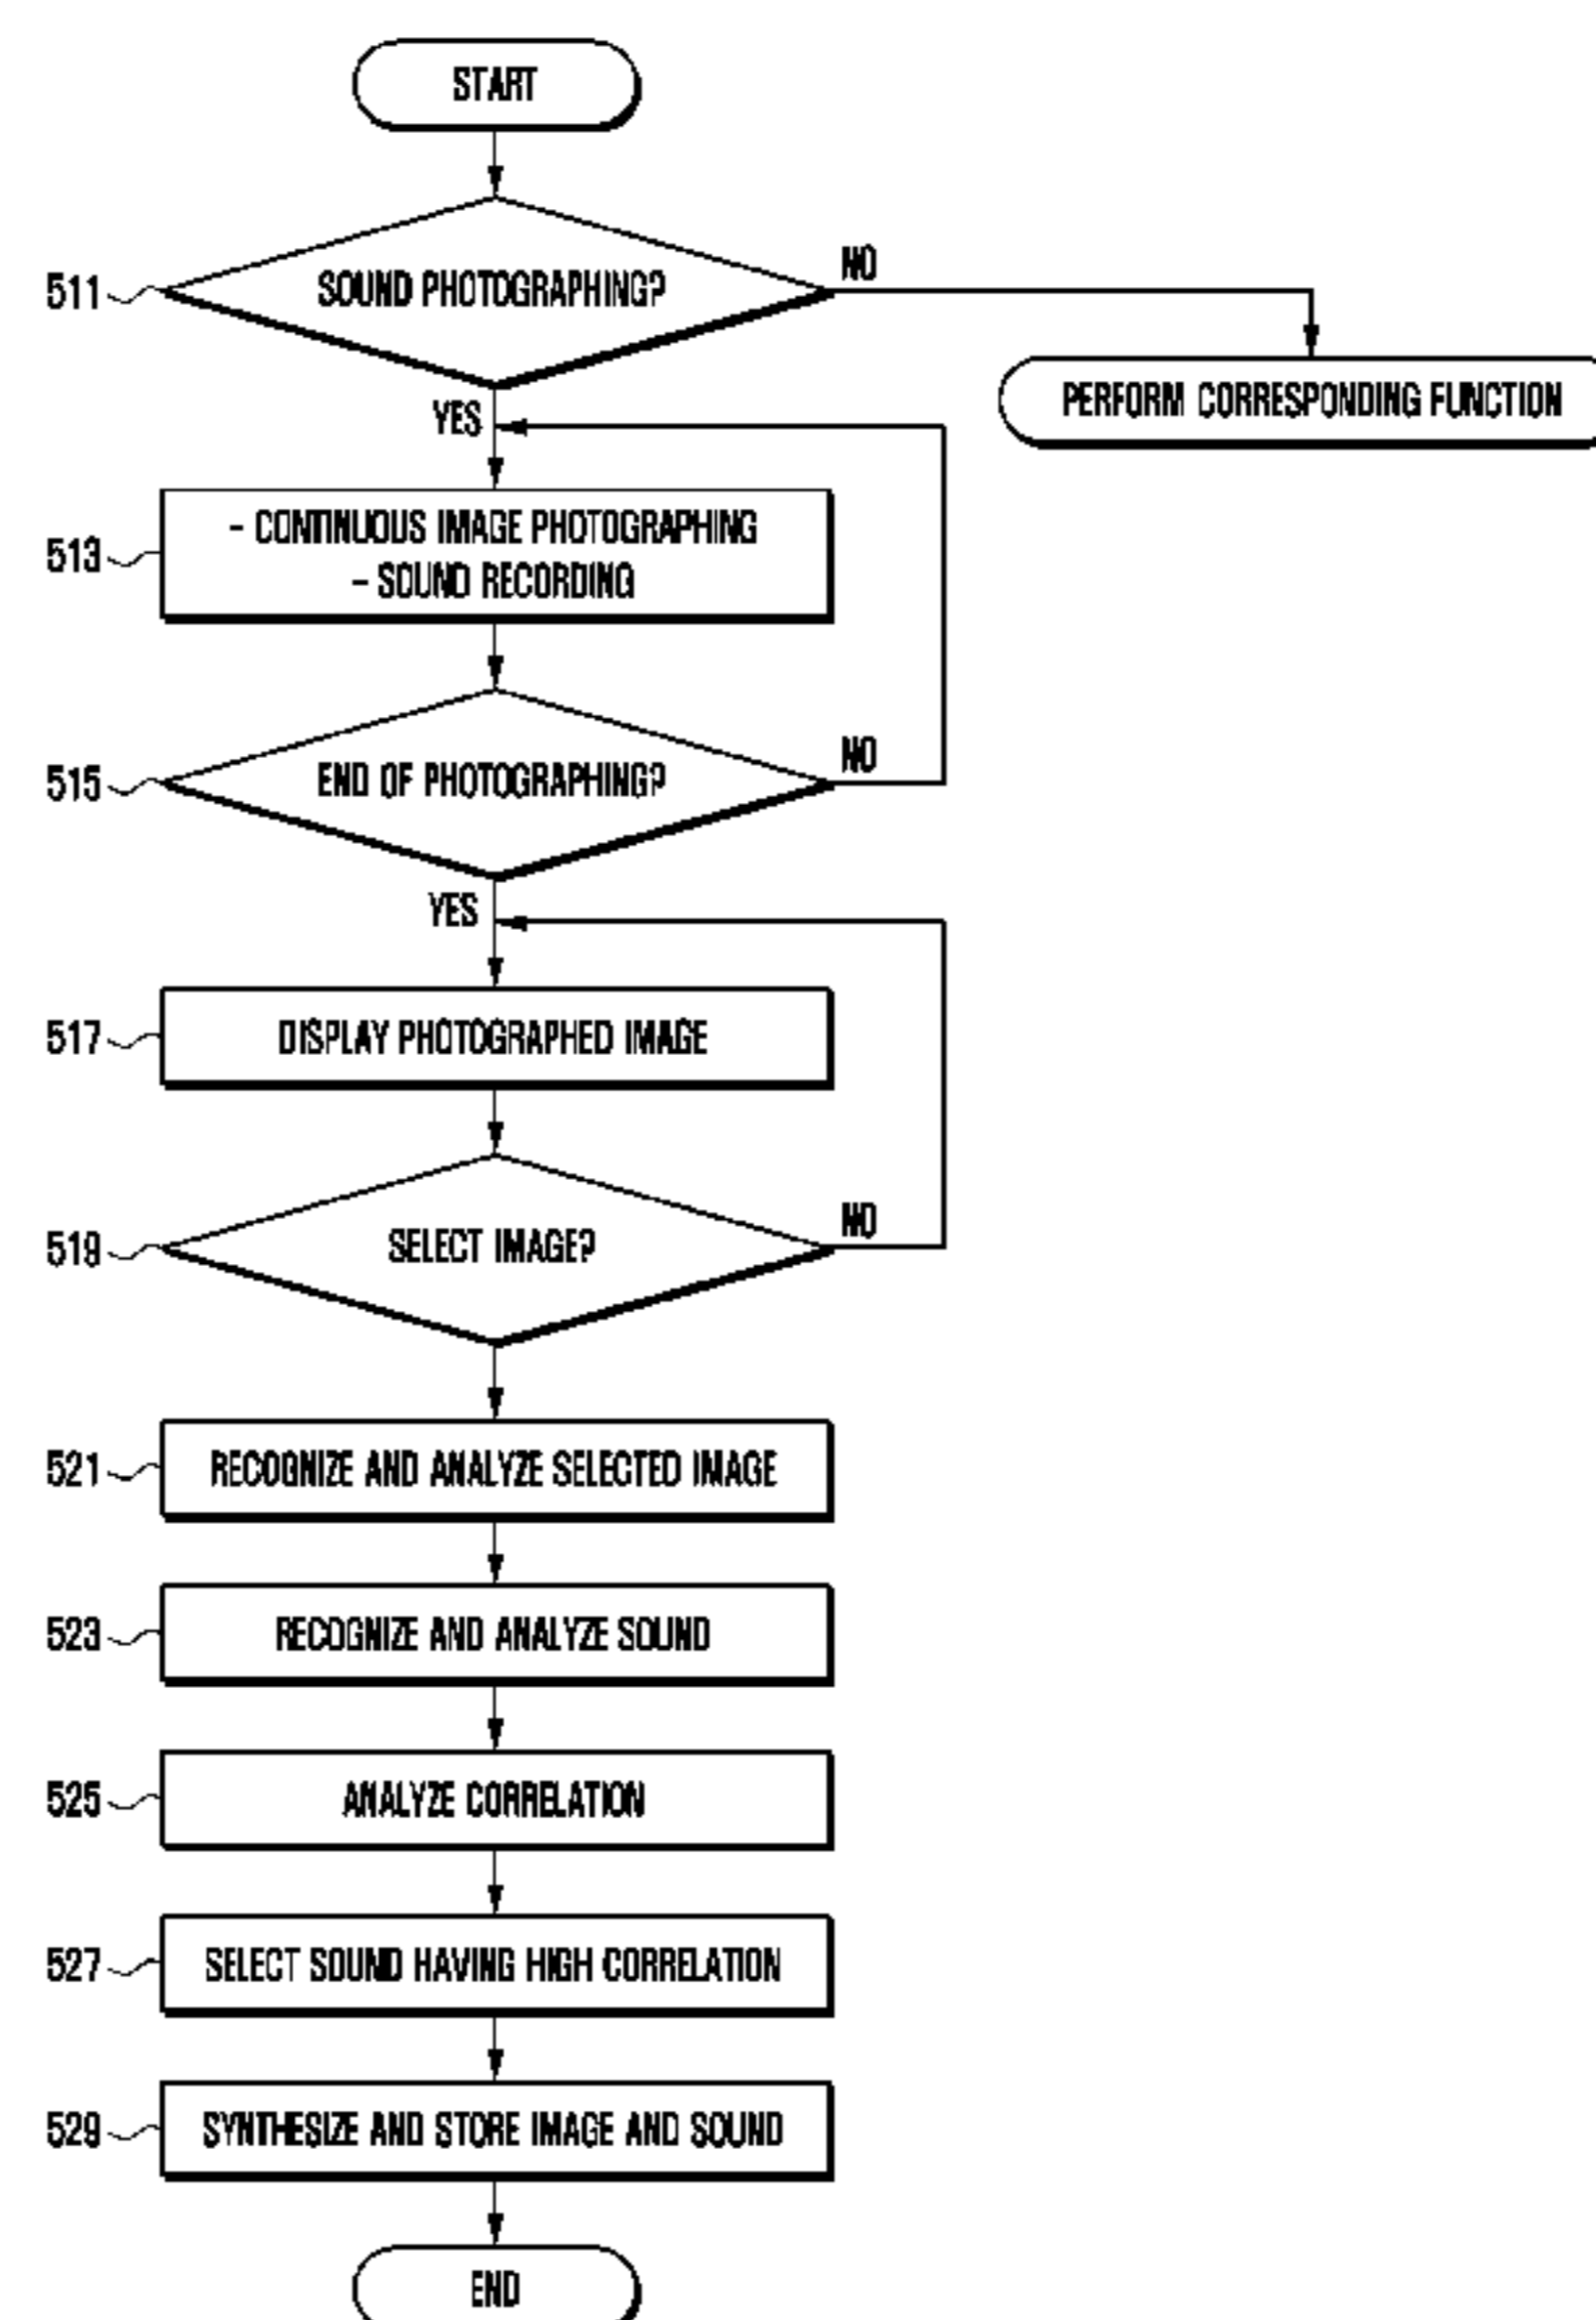 START
511
SOUND PHOTOGRAPHING?
NO
PERFORM CORRESPONDING FUNCTION
YES
513
- CONTINUOUS IMAGE PHOTOGRAPHING
- SOUND RECORDING
515
END OF PHOTOGRAPHING?
NO
YES
517
DISPLAY PHOTOGRAPHED IMAGE
519
SELECT IMAGE?
NO
521
RECOGNIZE AND ANALYZE SELECTED IMAGE
523
RECOGNIZE AND ANALYZE SOUND
525
ANALYZE CORRELATION
527
SELECT SOUND HAVING HIGH CORRELATION
529
SYNTHESIZE AND STORE IMAGE AND SOUND
END